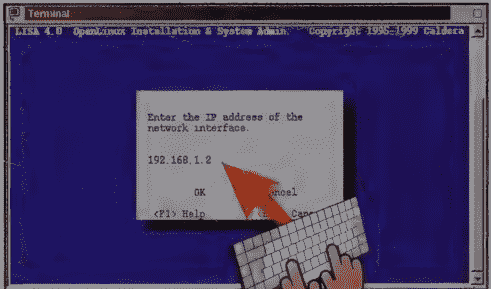 Terminal
LISA 4.0 OpenLinux Installation & System Admin Copyright 1995-1999 Caldera
Enter the IP address of the
network interface.
192.168.1.2
OK
<F1> Help